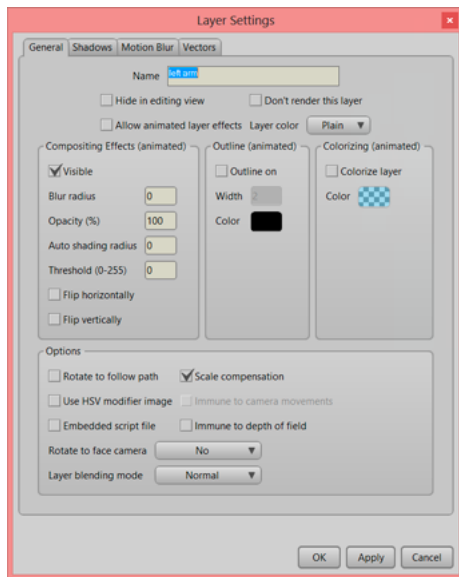 Layer Settings
General Shadows Motion Blur Vectors
Name left arm
Hide in editing view Don't render this layer
Allow animated layer effects Layer color Plain
Compositing Effects (animated)
Visible
Blur radius 0
Opacity (%) 100
Auto shading radius 0
Threshold (0-255) 0
Flip horizontally
Flip vertically
Outline (animated)
Outline on
Width 2
Color
Colorizing (animated)
Colorize layer
Color
Options
Rotate to follow path Scale compensation
Use HSV modifier image Immune to camera movements
Embedded script file Immune to depth of field
Rotate to face camera No
Layer blending mode Normal
OK Apply Cancel